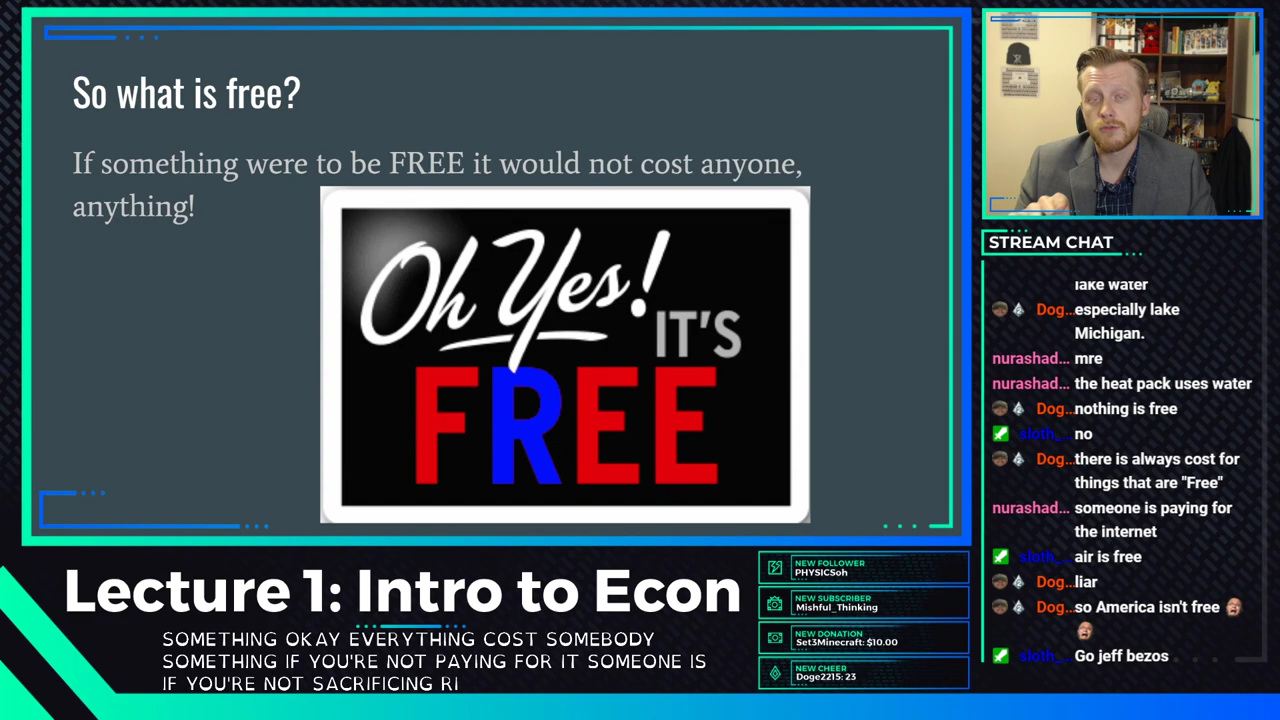 So what is free?
If something were to be FREE it would not cost anyone,
anything!
Oh Yes!
IT'S
FREE
STREAM CHAT
lake water
Dog... especially lake
Michigan.
nurashad... mre
nurashad... the heat pack uses water
Dog... nothing is free
sloth_... no
Dog... there is always cost for
things that are "Free"
nurashad... someone is paying for
the internet
sloth_... air is free
Dog... liar
Dog... so America isn't free
sloth_... Go jeff bezos
Lecture 1: Intro to Econ
SOMETHING OKAY EVERYTHING COST SOMEBODY
SOMETHING IF YOU'RE NOT PAYING FOR IT SOMEONE IS
IF YOU'RE NOT SACRIFICING RI
NEW FOLLOWER
PHYSICSoh
NEW SUBSCRIBER
Mishful_Thinking
NEW DONATION
Set3Minecraft: $10.00
NEW CHEER
Doge2215: 23